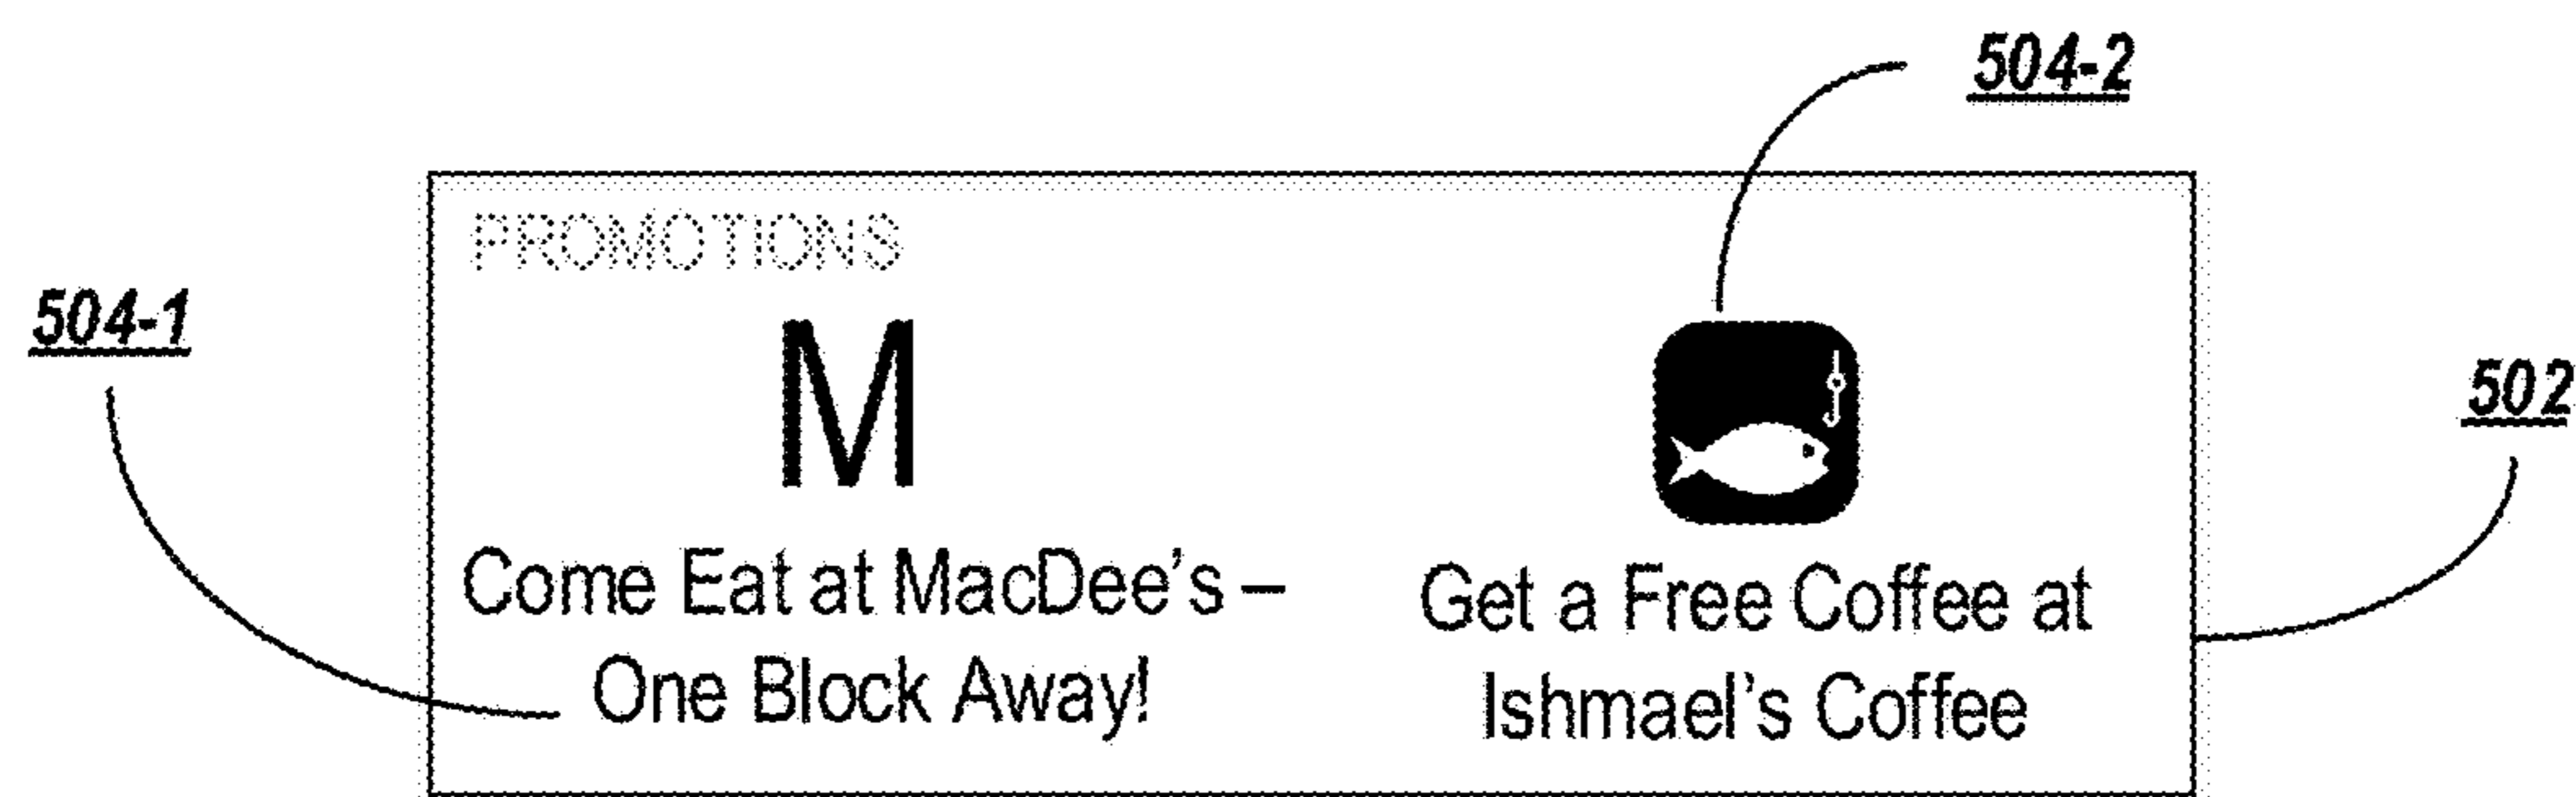 504-2
PROMOTIONS
504-1
M
502
Come Eat at MacDee's –
One Block Away!
Get a Free Coffee at
Ishmael's Coffee